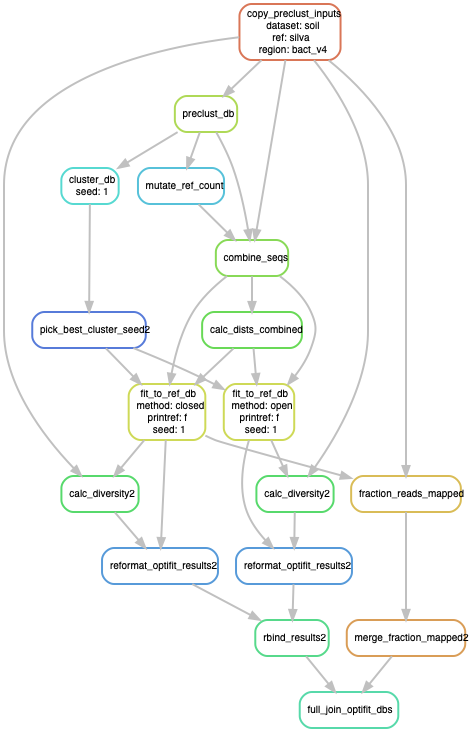 copy_preclust_inputs
dataset: soil
ref: silva
region: bact_v4
preclust_db
cluster_db
seed: 1
mutate_ref_count
combine_seqs
pick_best_cluster_seed2
calc_dists_combined
fit_to_ref_db
method: closed
printref: f
seed: 1
fit_to_ref_db
method: open
printref: f
seed: 1
calc_diversity2
calc_diversity2
fraction_reads_mapped
reformat_optifit_results2
reformat_optifit_results2
rbind_results2
merge_fraction_mapped2
full_join_optifit_dbs